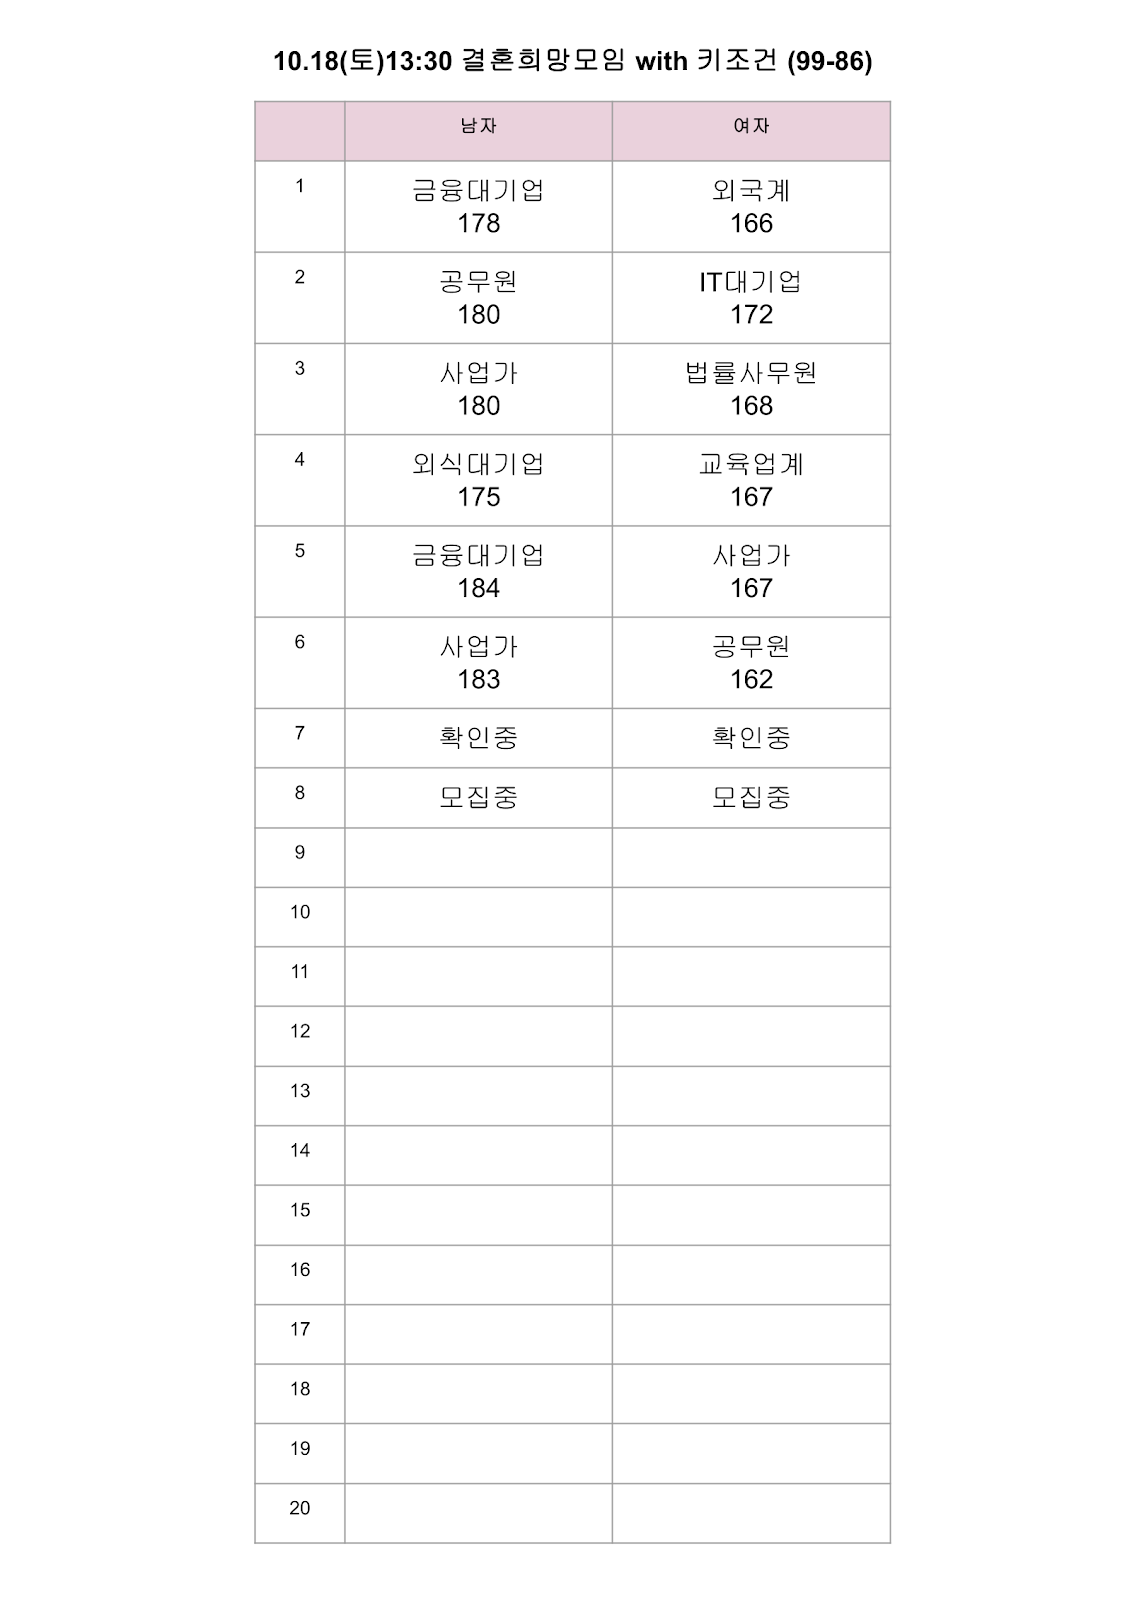 10.18(토)13:30 결혼희망모임 with 키조건 (99-86)
남자 여자
1 금융대기업 외국계
178 166
2 공무원 IT대기업
180 172
3 사업가 법률사무원
180 168
4 외식대기업 교육업계
175 167
5 금융대기업 사업가
184 167
6 사업가 공무원
183 162
7 확인중 확인중
8 모집중 모집중
9
10
11
12
13
14
15
16
17
18
19
20